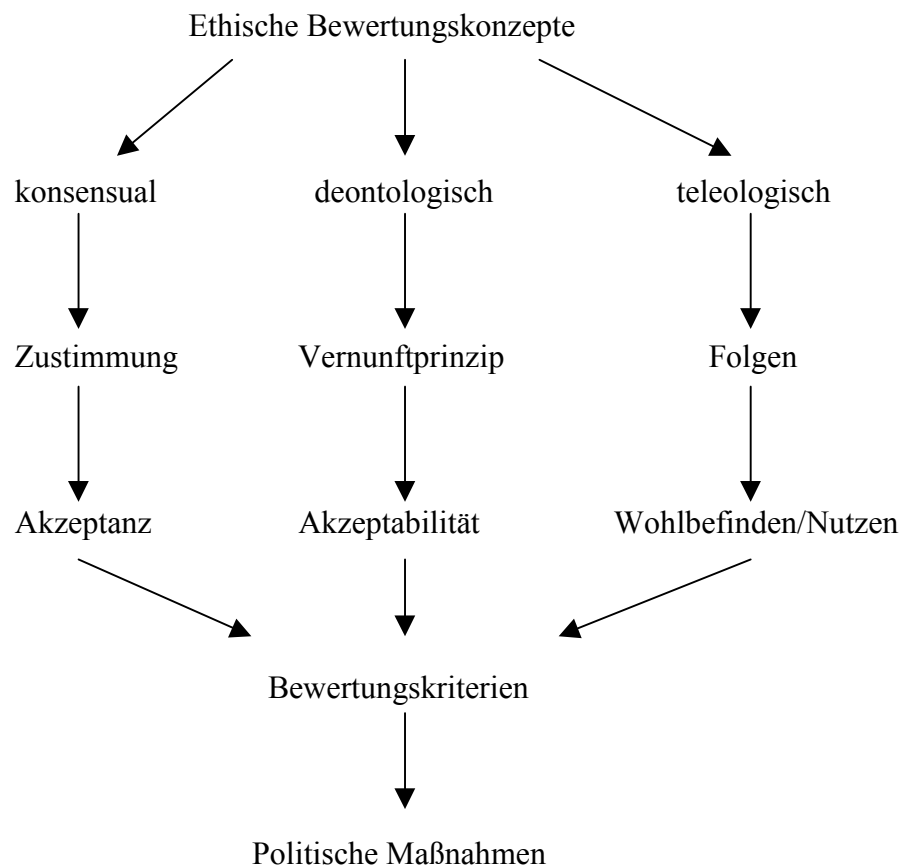 Ethische Bewertungskonzepte
konsensual deontologisch teleologisch
Zustimmung Vernunftprinzip Folgen
Akzeptanz Akzeptabilität Wohlbefinden/Nutzen
Bewertungskriterien
Politische Maßnahmen